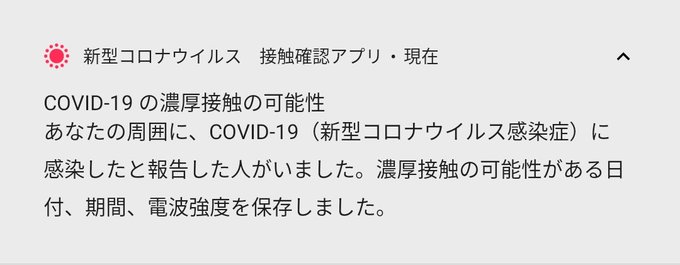 新型コロナウイルス　接触確認アプリ・現在
COVID-19 の濃厚接触の可能性
あなたの周囲に、COVID-19（新型コロナウイルス感染症）に
感染したと報告した人がいました。濃厚接触の可能性がある日
付、期間、電波強度を保存しました。